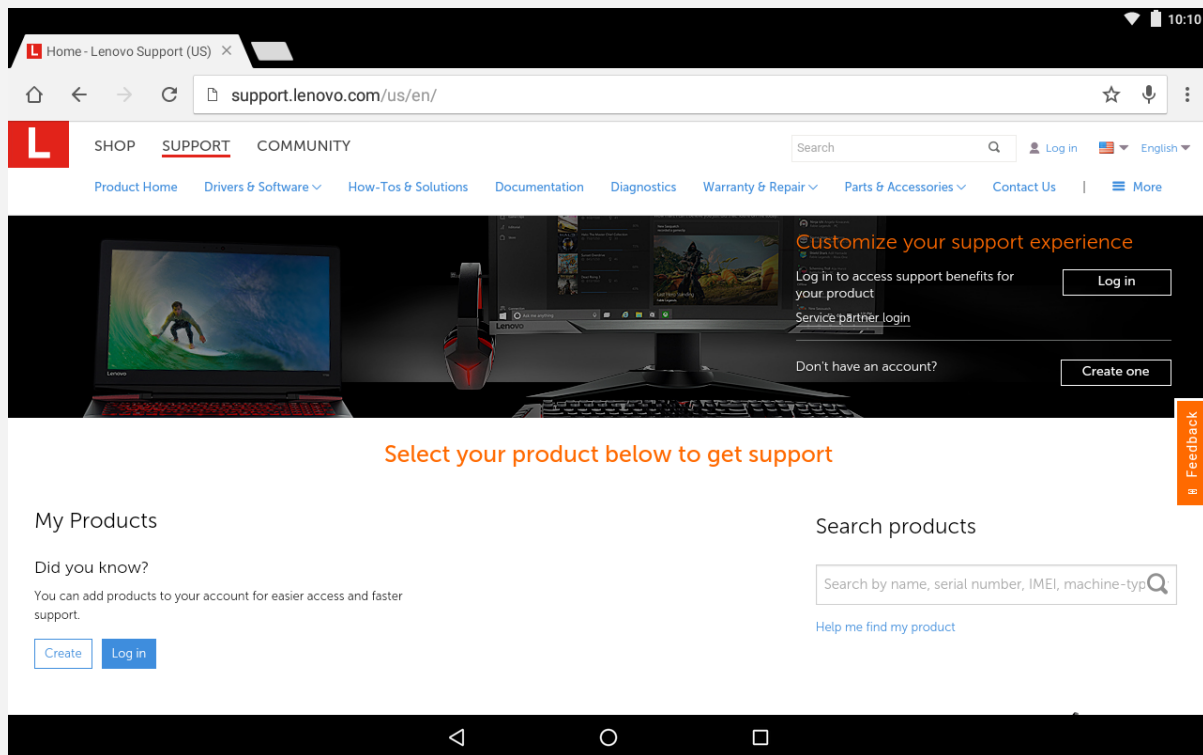 10:10
Home - Lenovo Support (US)
support.lenovo.com/us/en/
L
SHOP SUPPORT COMMUNITY
Search
Log in
English
Product Home Drivers & Software How-Tos & Solutions Documentation Diagnostics Warranty & Repair Parts & Accessories Contact Us | More
Customize your support experience
Log in to access support benefits for
your product
Log in
Service partner login
Don't have an account?
Create one
Lenovo
Lenovo
Ask me anything
Feedback
Select your product below to get support
My Products
Did you know?
You can add products to your account for easier access and faster
support.
Create Log in
Search products
Search by name, serial number, IMEI, machine-typ
Help me find my product